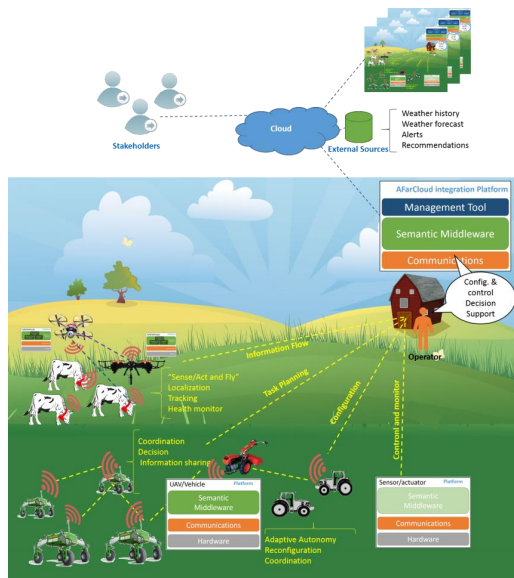 Stakeholders
Cloud
External Sources
Weather history
Weather forecast
Alerts
Recommendations
AFarCloud integration Platform
Management Tool
Semantic Middleware
Communications
Config. &
control
Decision
Support
Operator
Information Flow
Task Planning
Configuration
Contronl and monitor
"Sense/Act and Fly"
Localization
Tracking
Health monitor
Coordination
Decision
Information sharing
UAV/Vehicle
Platform
Semantic
Middleware
Communications
Hardware
Sensor/actuator
Platform
Semantic
Middleware
Communications
Hardware
Adaptive Autonomy
Reconfiguration
Coordination